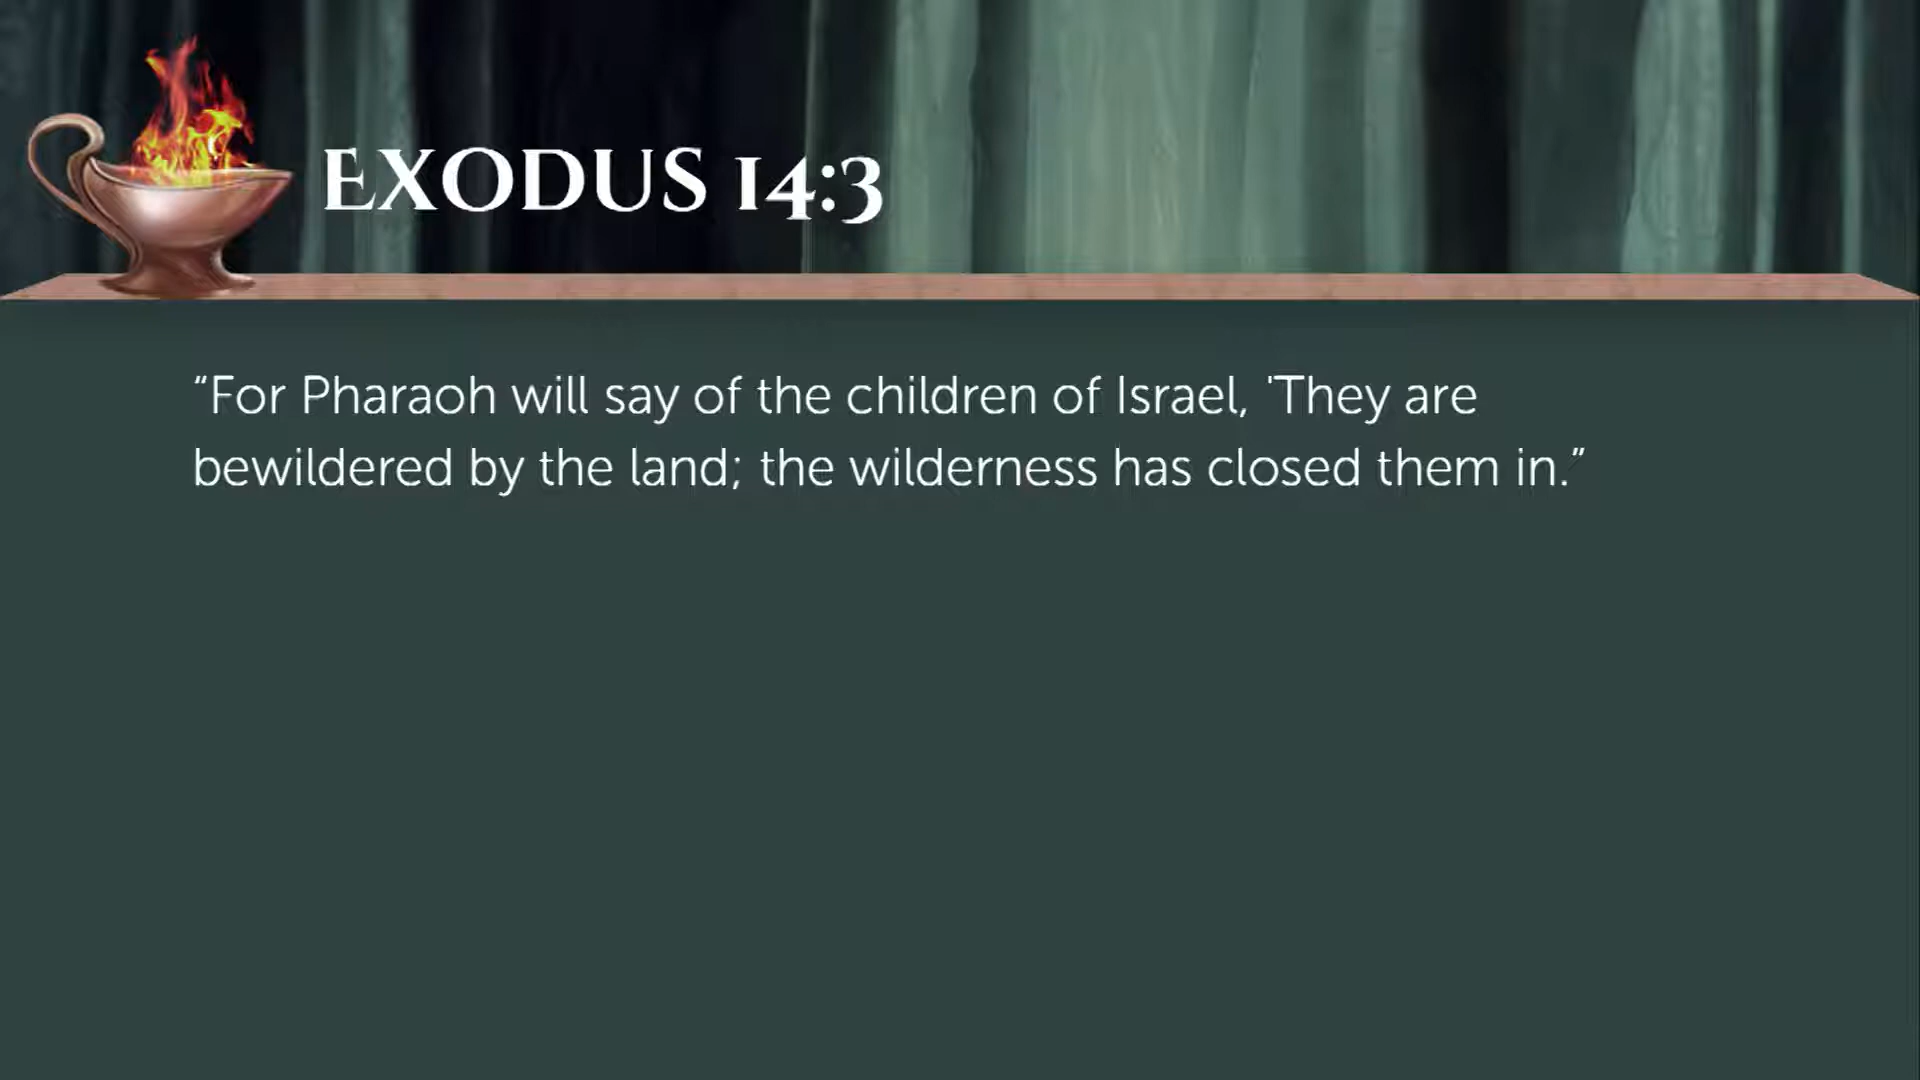 Exodus 14:3
“For Pharaoh will say of the children of Israel, 'They are
bewildered by the land; the wilderness has closed them in.”